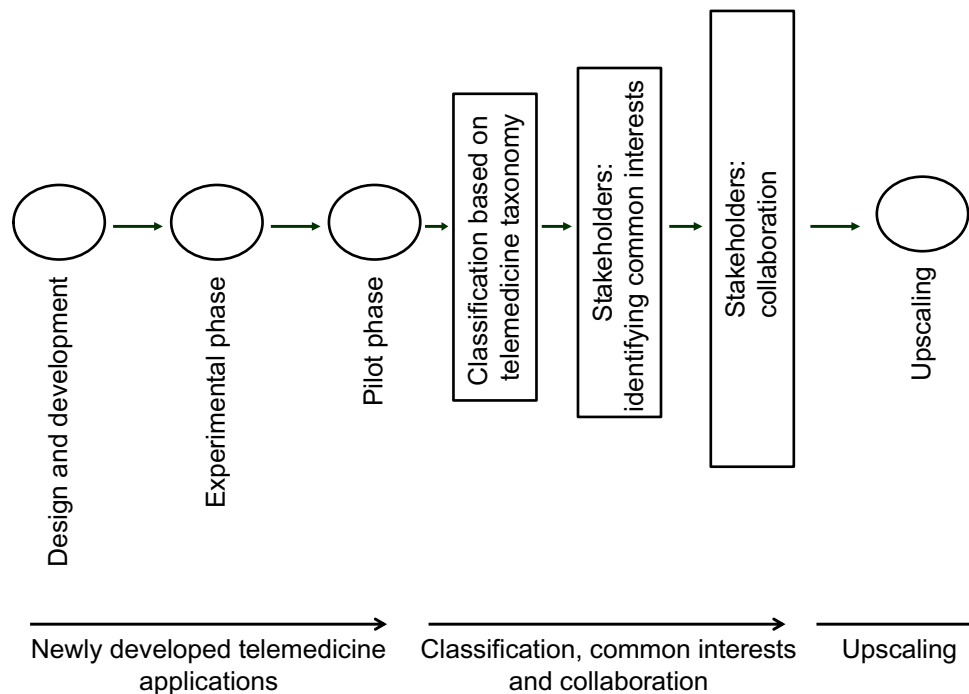 Design and development
Experimental phase
Pilot phase
Classification based on
telemedicine taxonomy
Stakeholders:
identifying common interests
Stakeholders:
collaboration
Upscaling
Newly developed telemedicine
applications
Classification, common interests
and collaboration
Upscaling